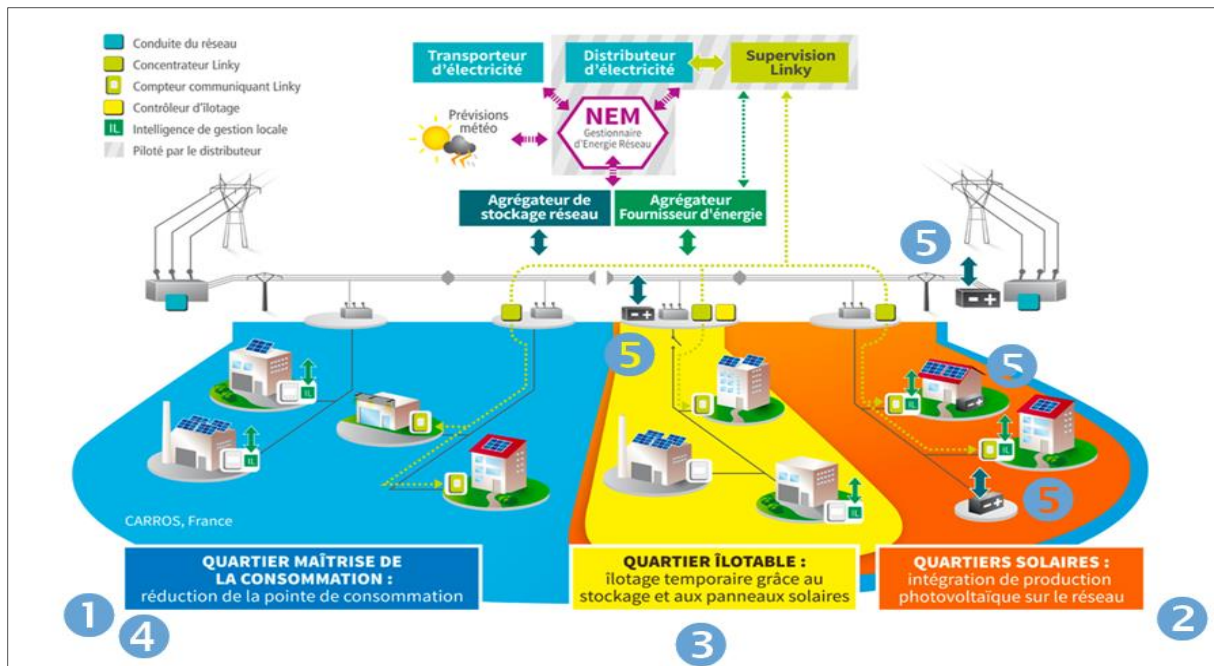 Conduite du réseau
Concentrateur Linky
Compteur communiquant Linky
Contrôleur d'îlotage
IL Intelligence de gestion locale
Piloté par le distributeur
Transporteur
d'électricité
Distributeur
d'électricité
Supervision
Linky
Prévisions
météo
NEM
Gestionnaire
d'Energie Réseau
Agrégateur de
stockage réseau
Agrégateur
Fournisseur d'énergie
5
5
5
5
IL
IL
IL
IL
IL
CARROS, France
QUARTIER MAÎTRISE DE
LA CONSOMMATION :
réduction de la pointe de consommation
QUARTIER ÎLOTABLE :
îlotage temporaire grâce au
stockage et aux panneaux solaires
QUARTIERS SOLAIRES :
intégration de production
photovoltaïque sur le réseau
1
4
3
2